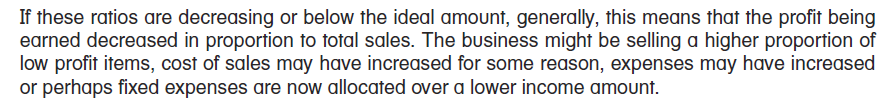 If these ratios are decreasing or below the ideal amount, generally, this means that the profit being
earned decreased in proportion to total sales. The business might be selling a higher proportion of
low profit items, cost of sales may have increased for some reason, expenses may have increased
or perhaps fixed expenses are now allocated over a lower income amount.